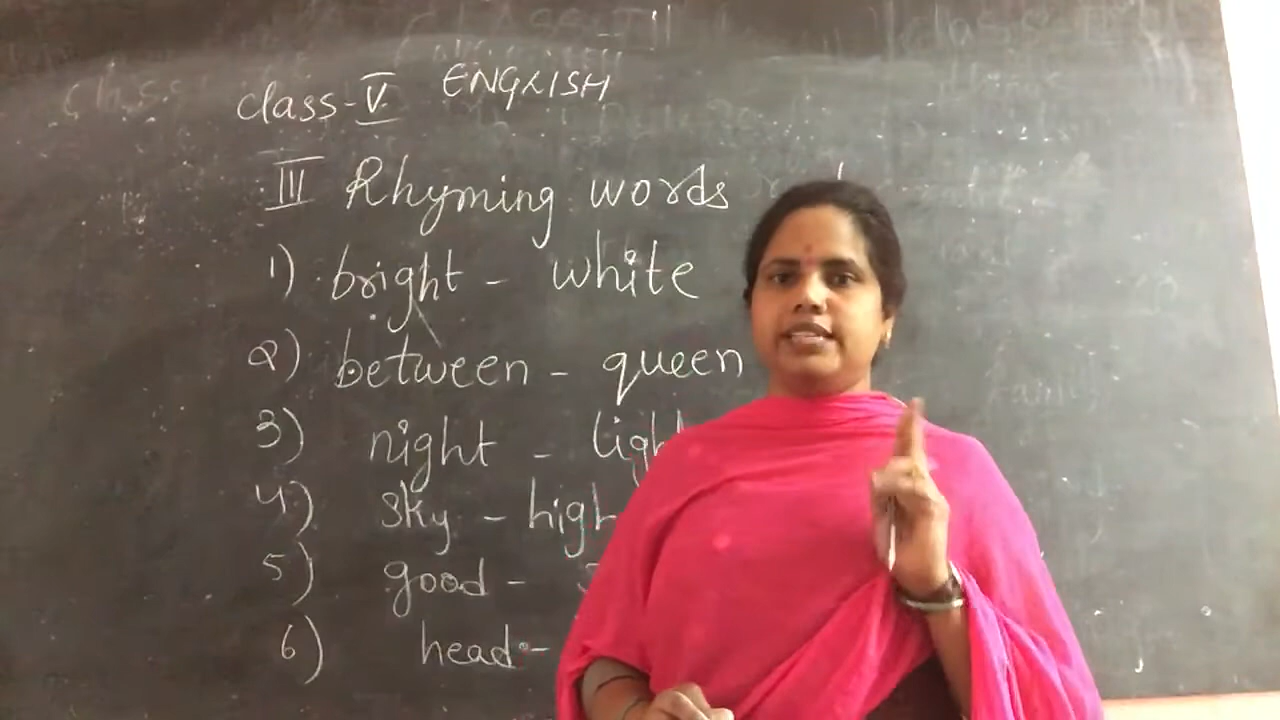 class-V ENGLISH
III Rhyming words
1) bright - white
2) between - queen
3) night - ligh
4) sky - high
5) good -
6) head -